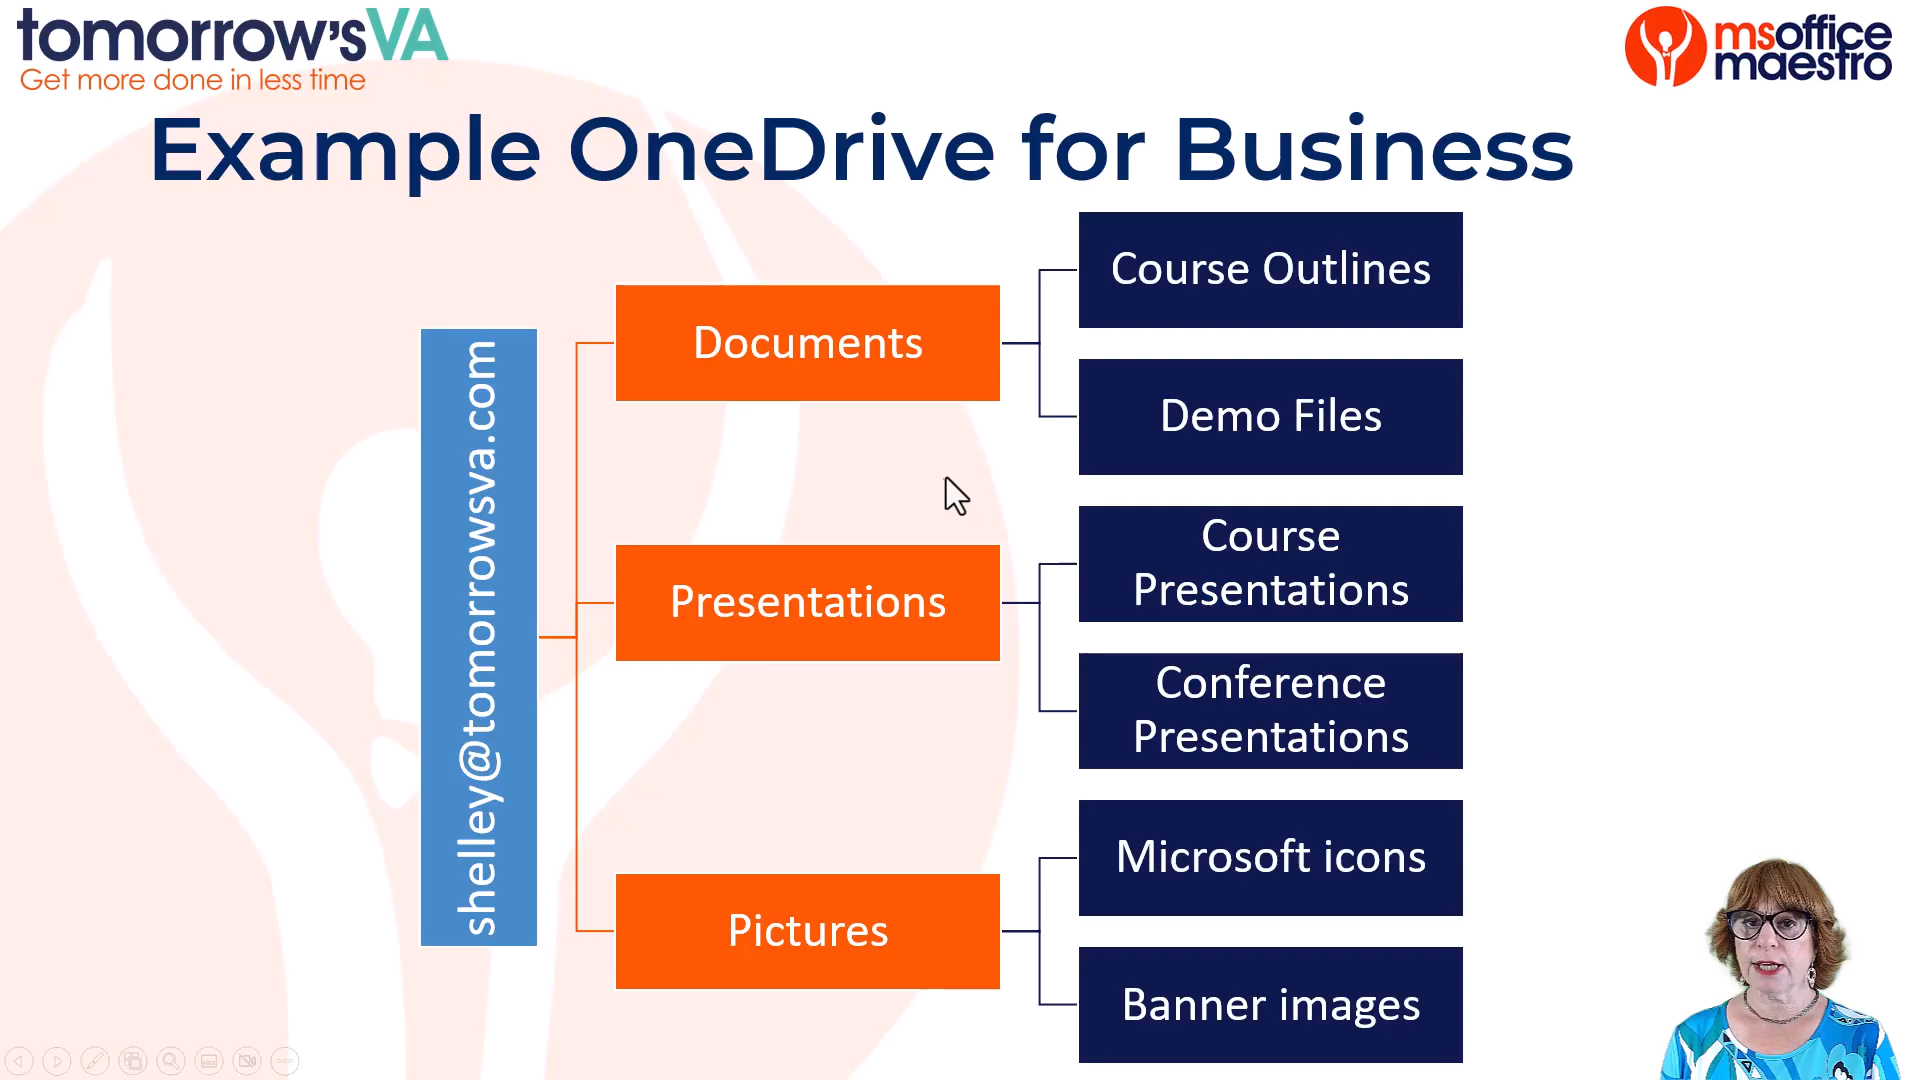 tomorrow'sVA
Get more done in less time
msoffice
maestro
Example OneDrive for Business
shelley@tomorrowsva.com
Documents
Course Outlines
Demo Files
Presentations
Course
Presentations
Conference
Presentations
Pictures
Microsoft icons
Banner images